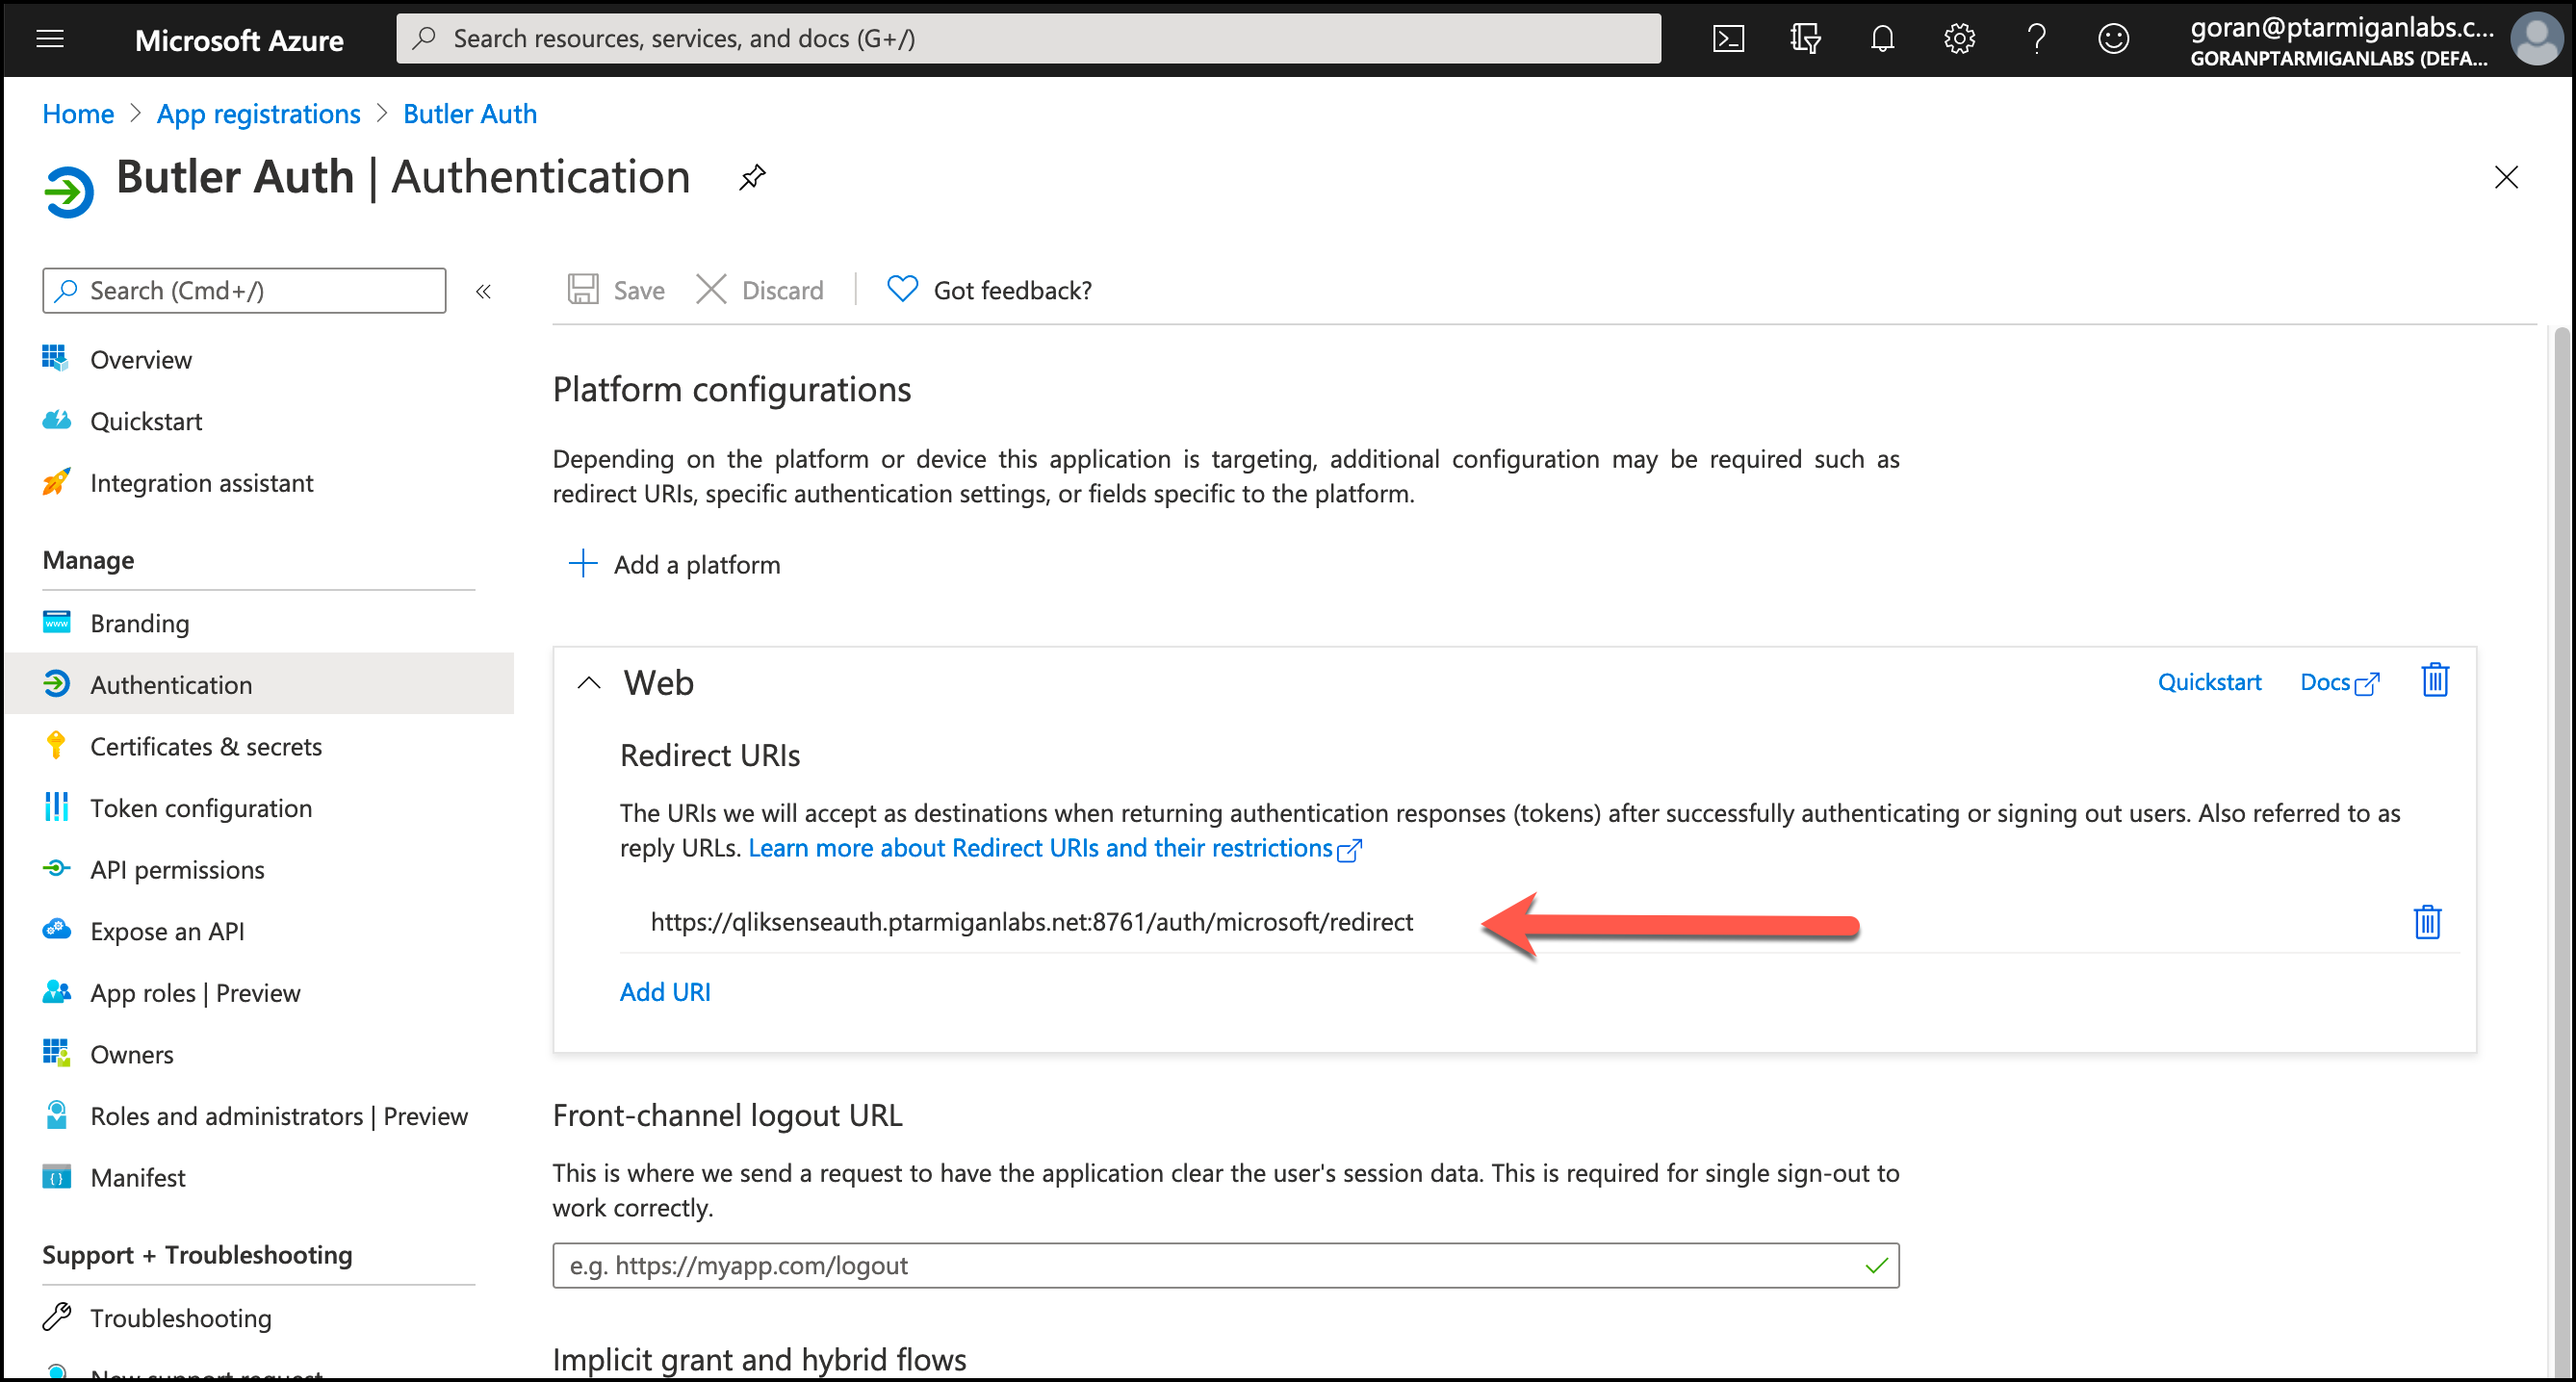 Microsoft Azure
Search resources, services, and docs (G+/)
goran@ptarmiganlabs.c...
GORANPTARMIGANLABS (DEFA...
Home > App registrations > Butler Auth
Butler Auth | Authentication
Search (Cmd+/)
«
Save
Discard
Got feedback?
Overview
Quickstart
Integration assistant
Manage
Branding
Authentication
Certificates & secrets
Token configuration
API permissions
Expose an API
App roles | Preview
Owners
Roles and administrators | Preview
Manifest
Support + Troubleshooting
Troubleshooting
New support request
Platform configurations
Depending on the platform or device this application is targeting, additional configuration may be required such as
redirect URIs, specific authentication settings, or fields specific to the platform.
Add a platform
Web
Quickstart
Docs
Redirect URIs
The URIs we will accept as destinations when returning authentication responses (tokens) after successfully authenticating or signing out users. Also referred to as
reply URLs. Learn more about Redirect URIs and their restrictions
https://qliksenseauth.ptarmiganlabs.net:8761/auth/microsoft/redirect
Add URI
Front-channel logout URL
This is where we send a request to have the application clear the user's session data. This is required for single sign-out to
work correctly.
e.g. https://myapp.com/logout
Implicit grant and hybrid flows